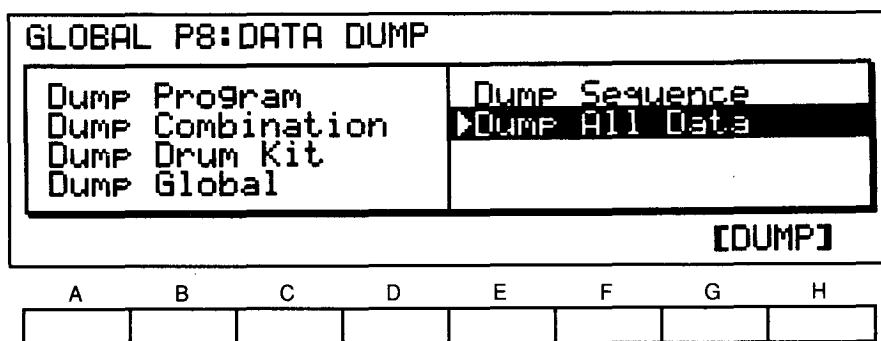 GLOBAL P8:DATA DUMP
Dump Program
Dump Combination
Dump Drum Kit
Dump Global
Dump Sequence
Dump All Data
[DUMP]
A B C D E F G H